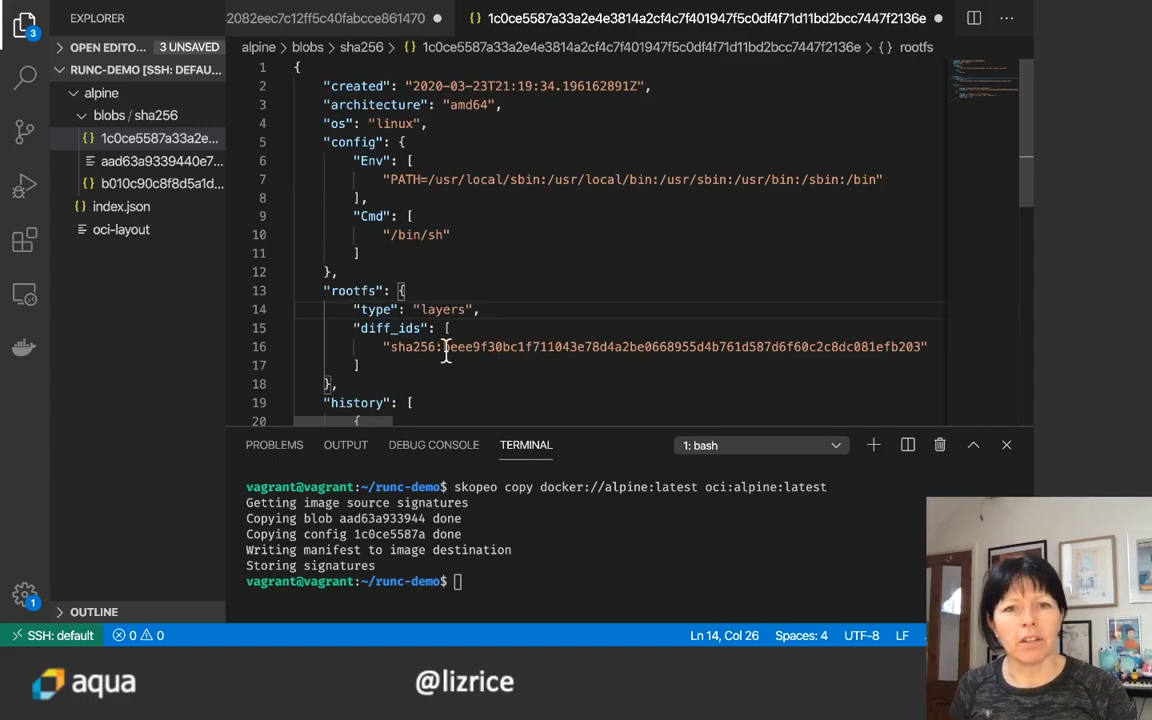 EXPLORER
2082eec7c12ff5c40fabcce861470
{} 1c0ce5587a33a2e4e3814a2cf4c7f401947f5c0df4f71d11bd2bcc7447f2136e
3
OPEN EDITO... 3 UNSAVED
alpine > blobs > sha256 > {} 1c0ce5587a33a2e4e3814a2cf4c7f401947f5c0df4f71d11bd2bcc7447f2136e > {} rootfs
RUNC-DEMO [SSH: DEFAU...
alpine
blobs / sha256
{} 1c0ce5587a33a2e...
aad63a9339440e7...
{} b010c90c8f8d5a1d...
{} index.json
oci-layout
1 {
2 "created": "2020-03-23T21:19:34.196162891Z",
3 "architecture": "amd64",
4 "os": "linux",
5 "config": {
6 "Env": [
7 "PATH=/usr/local/sbin:/usr/local/bin:/usr/sbin:/usr/bin:/sbin:/bin"
8 ],
9 "Cmd": [
10 "/bin/sh"
11 ]
12 },
13 "rootfs": {
14 "type": "layers",
15 "diff_ids": [
16 "sha256:beee9f30bc1f711043e78d4a2be0668955d4b761d587d6f60c2c8dc081efb203"
17 ]
18 },
19 "history": [
20 {
PROBLEMS OUTPUT DEBUG CONSOLE TERMINAL 1: bash
vagrant@vagrant:~/runc-demo$ skopeo copy docker://alpine:latest oci:alpine:latest
Getting image source signatures
Copying blob aad63a933944 done
Copying config 1c0ce5587a done
Writing manifest to image destination
Storing signatures
vagrant@vagrant:~/runc-demo$
1
OUTLINE
SSH: default 0 0 Ln 14, Col 26 Spaces: 4 UTF-8 LF
aqua
@lizrice